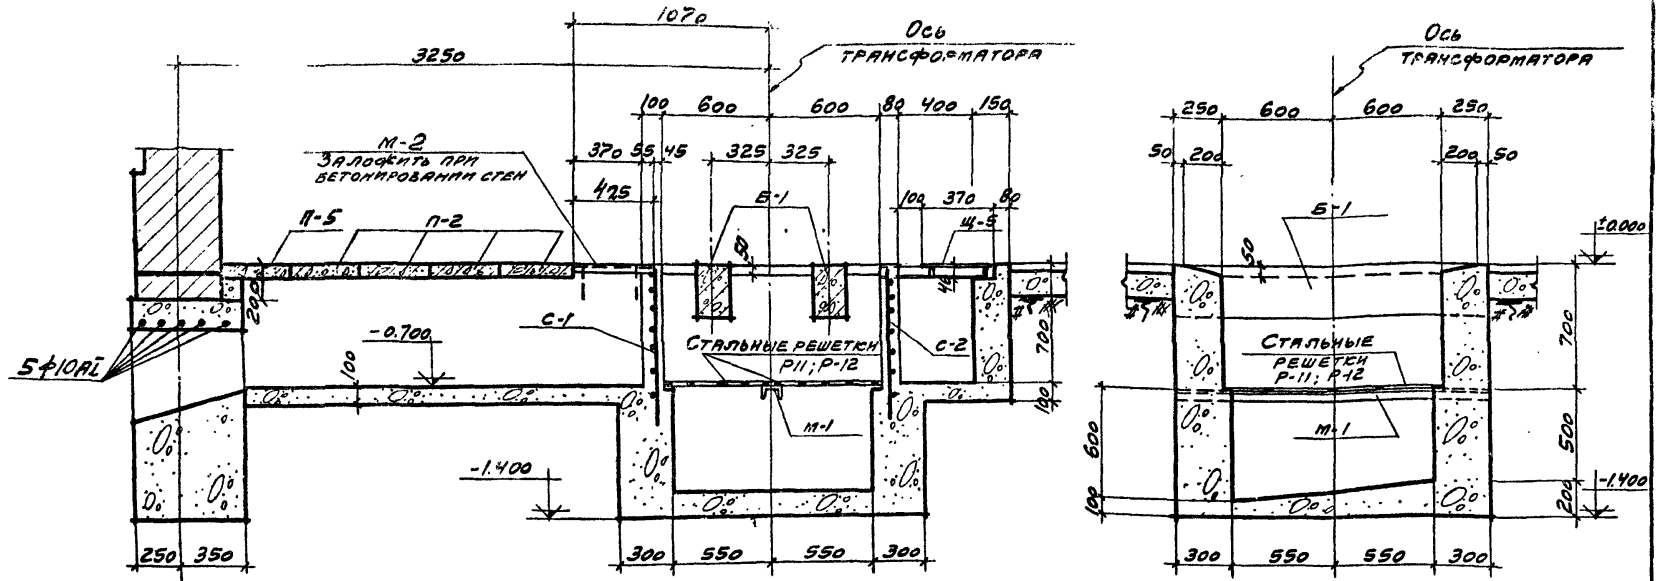 1070
Ось
трансформатора
3250
100 600 600 80 400 150
М-2
Заложить при
бетонировании стен
370 55 45 325 325
425
Б-1
100 370 80
Щ-5
П-5 П-2
50
40
200
С-1
-0.700
100
Стальные решетки
Р11; Р-12
С-2
700
100
5ф10АI
М-1
-1.400
250 350 300 550 550 300
Ось
трансформатора
250 600 600 250
50 200 200 50
Б-1
±0.000
50
Стальные
решетки
Р-11; Р-12
700
М-1
600
500
100
200
-1.400
300 550 550 300